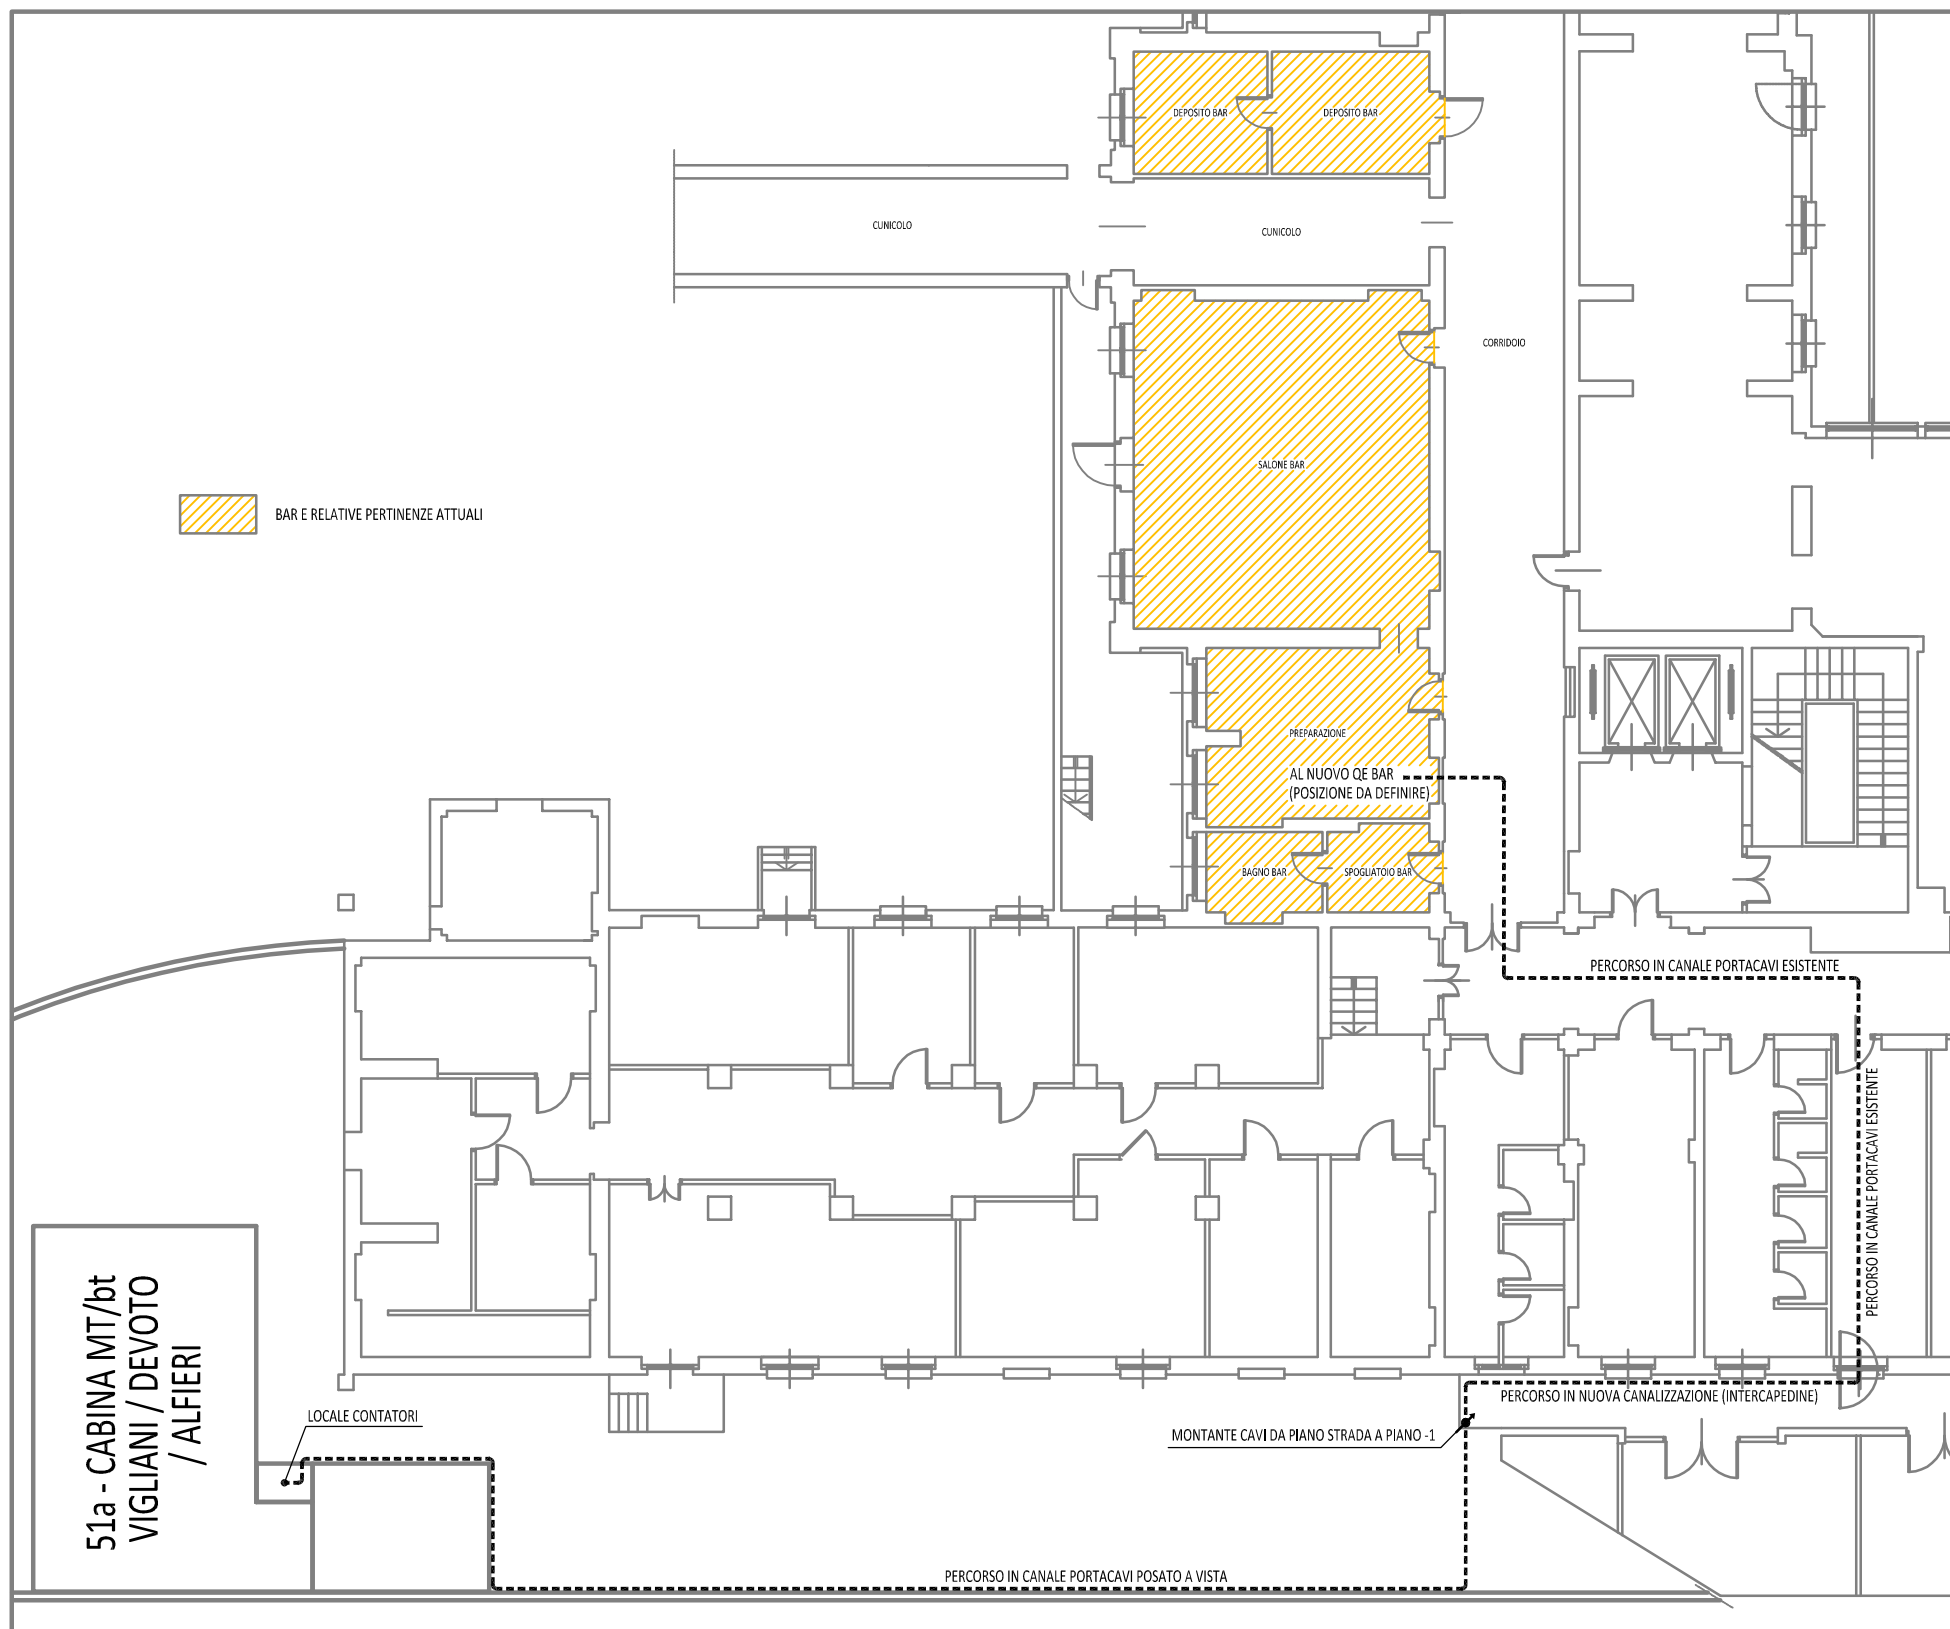 DEPOSITO BAR
DEPOSITO BAR
CUNICOLO
CUNICOLO
CORRIDOIO
SALONE BAR
BAR E RELATIVE PERTINENZE ATTUALI
PREPARAZIONE
AL NUOVO QE BAR
(POSIZIONE DA DEFINIRE)
BAGNO BAR
SPOGLIATOIO BAR
PERCORSO IN CANALE PORTACAVI ESISTENTE
PERCORSO IN CANALE PORTACAVI ESISTENTE
51a - CABINA MT/bt
VIGLIANI / DEVOTO
/ ALFIERI
LOCALE CONTATORI
PERCORSO IN NUOVA CANALIZZAZIONE (INTERCAPEDINE)
MONTANTE CAVI DA PIANO STRADA A PIANO -1
PERCORSO IN CANALE PORTACAVI POSATO A VISTA